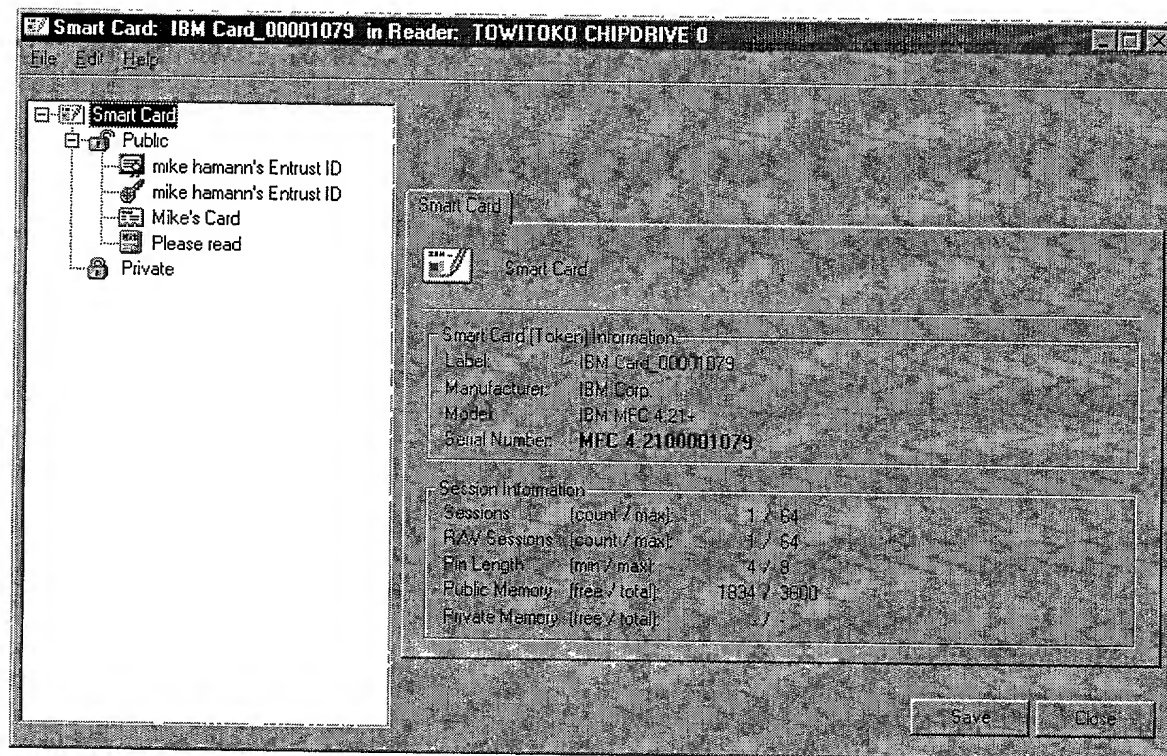 Smart Card: IBM Card_00001079 in Reader: TOWITOKO CHIPDRIVE 0
File Edit Help
Smart Card
Public
mike hamann's Entrust ID
mike hamann's Entrust ID
Mike's Card
Please read
Private
Smart Card
Smart Card
Smart Card (Token) Information
Label: IBM Card_00001079
Manufacturer: IBM Corp.
Model: IBM MFC 4.21+
Serial Number: MFC 4.2100001079
Session Information
Sessions (count / max): 1 / 64
R/W Sessions (count / max): 1 / 64
Pin Length (min / max): 4 / 8
Public Memory (free / total): 1834 / 3600
Private Memory (free / total): - / -
Save Close